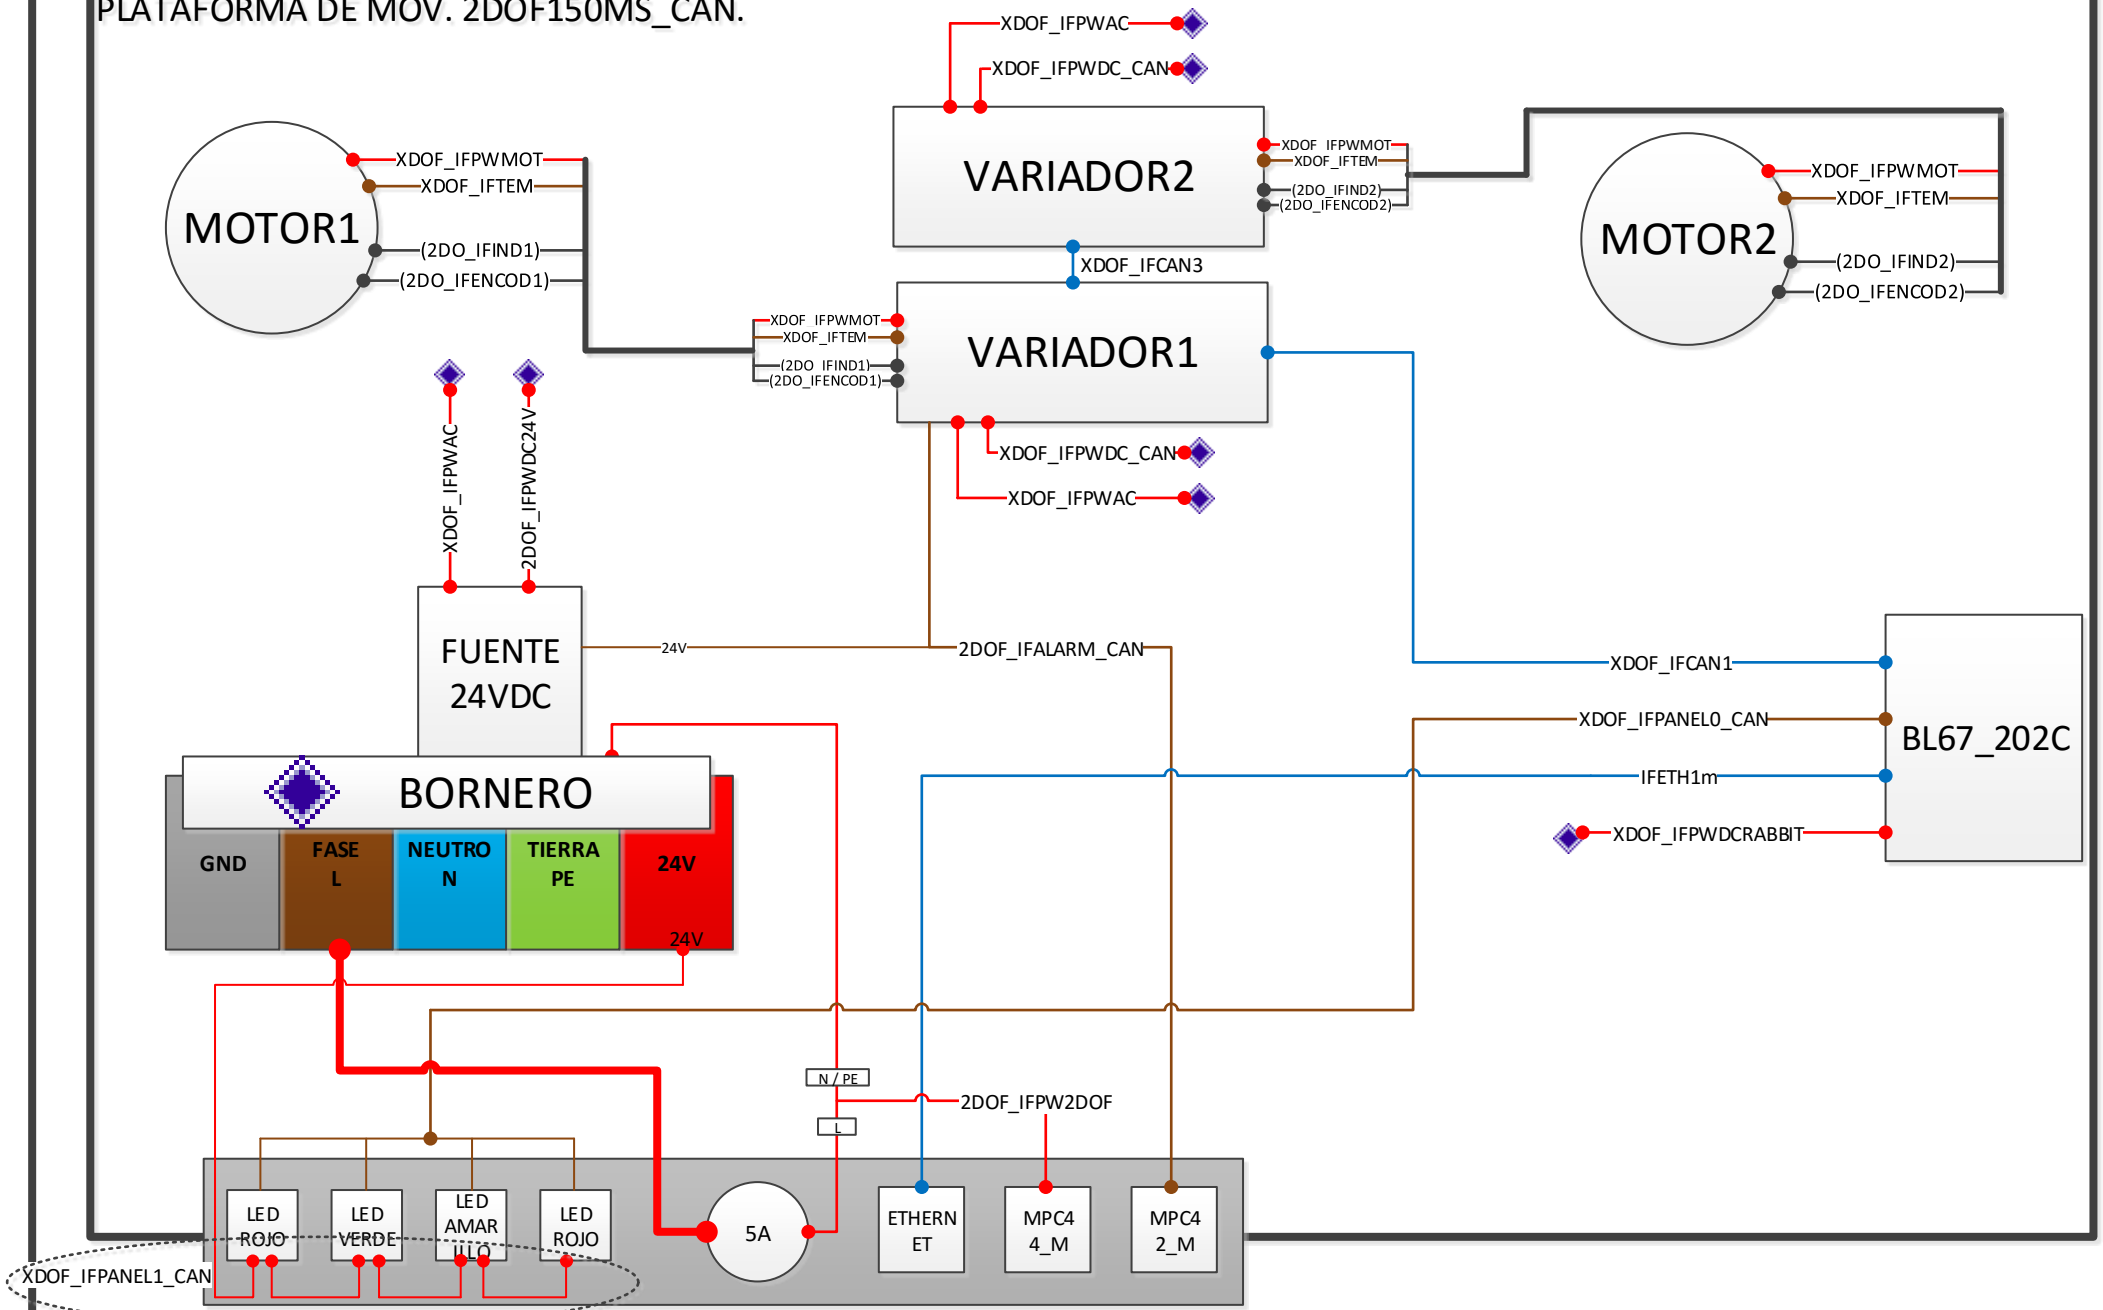 PLATAFORMA DE MOV. 2DOF150MS_CAN.
XDOF_IFPWAC
XDOF_IFPWDC_CAN
XDOF_IFPWMOT
XDOF_IFTEM
MOTOR1
(2DO_IFIND1)
(2DO_IFENCOD1)
VARIADOR2
XDOF_IFPWMOT
XDOF_IFTEM
(2DO_IFIND2)
(2DO_IFENCOD2)
XDOF_IFPWMOT
XDOF_IFTEM
MOTOR2
(2DO_IFIND2)
(2DO_IFENCOD2)
XDOF_IFCAN3
XDOF_IFPWMOT
XDOF_IFTEM
(2DO_IFIND1)
(2DO_IFENCOD1)
VARIADOR1
XDOF_IFPWDC_CAN
XDOF_IFPWAC
XDOF_IFPWAC
2DOF_IFPWDC24V
FUENTE
24VDC
24V
2DOF_IFALARM_CAN
XDOF_IFCAN1
XDOF_IFPANEL0_CAN
BL67_202C
IFETH1m
XDOF_IFPWDCRABBIT
BORNERO
GND
FASE
L
NEUTRO
N
TIERRA
PE
24V
24V
N / PE
2DOF_IFPW2DOF
L
LED
ROJO
LED
VERDE
LED
AMAR
ILLO
LED
ROJO
5A
ETHERN
ET
MPC4
4_M
MPC4
2_M
XDOF_IFPANEL1_CAN